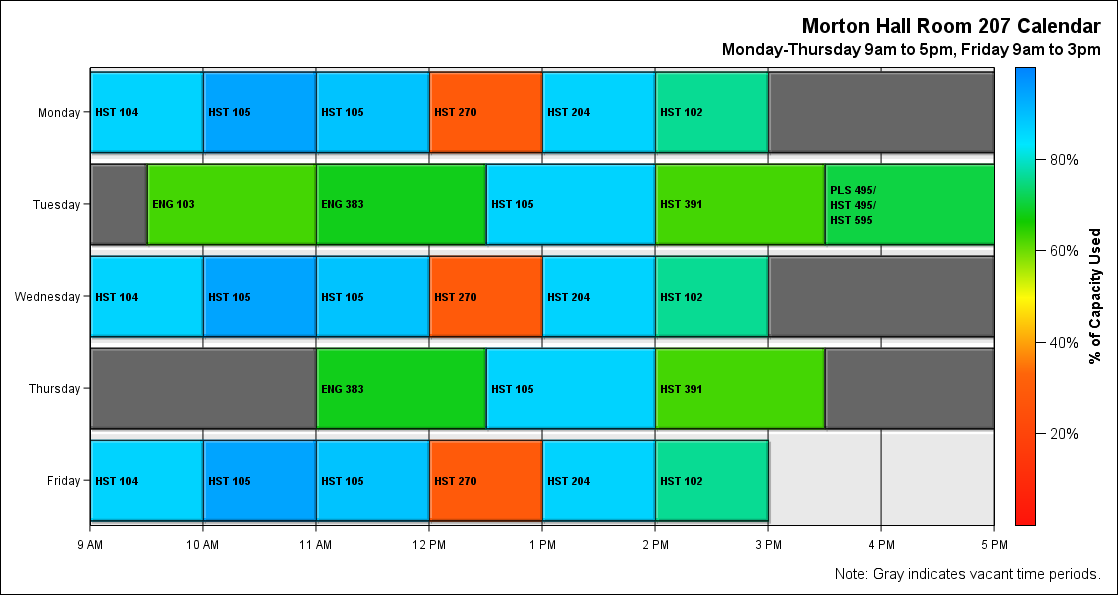 Morton Hall Room 207 Calendar
Monday-Thursday 9am to 5pm, Friday 9am to 3pm
Monday
HST 104
HST 105
HST 105
HST 270
HST 204
HST 102
Tuesday
ENG 103
ENG 383
HST 105
HST 391
PLS 495/
HST 495/
HST 595
Wednesday
HST 104
HST 105
HST 105
HST 270
HST 204
HST 102
Thursday
ENG 383
HST 105
HST 391
Friday
HST 104
HST 105
HST 105
HST 270
HST 204
HST 102
9 AM
10 AM
11 AM
12 PM
1 PM
2 PM
3 PM
4 PM
5 PM
80%
60%
40%
20%
% of Capacity Used
Note: Gray indicates vacant time periods.